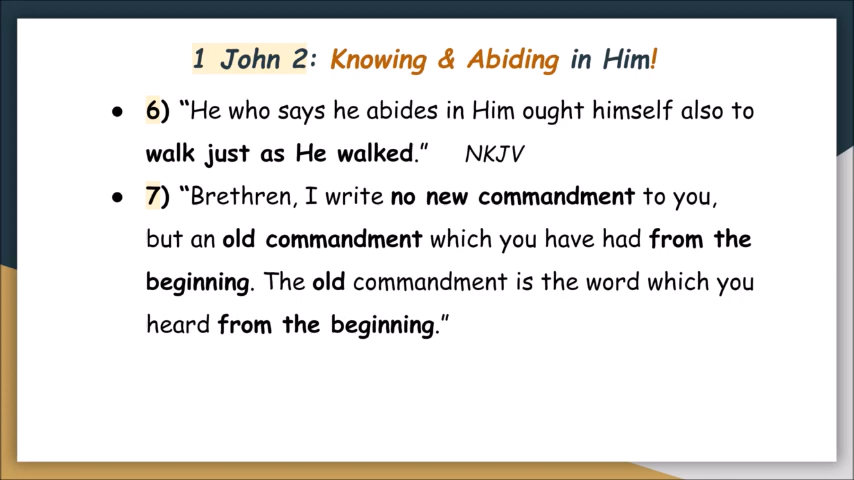 1 John 2: Knowing & Abiding in Him!
● 6) “He who says he abides in Him ought himself also to
walk just as He walked.” NKJV
● 7) “Brethren, I write no new commandment to you,
but an old commandment which you have had from the
beginning. The old commandment is the word which you
heard from the beginning.”